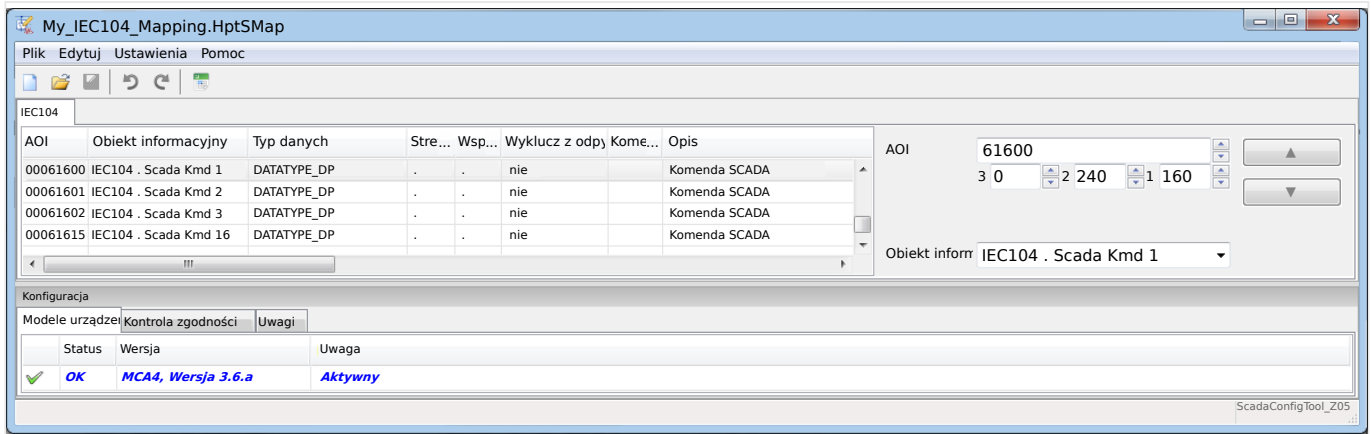 My_IEC104_Mapping.HptSMap
Plik Edytuj Ustawienia Pomoc
IEC104
AOI Obiekt informacyjny Typ danych Stre... Wsp... Wyklucz z odpy Kome... Opis
00061600 IEC104 . Scada Kmd 1 DATATYPE_DP . . nie Komenda SCADA
00061601 IEC104 . Scada Kmd 2 DATATYPE_DP . . nie Komenda SCADA
00061602 IEC104 . Scada Kmd 3 DATATYPE_DP . . nie Komenda SCADA
00061615 IEC104 . Scada Kmd 16 DATATYPE_DP . . nie Komenda SCADA
AOI 61600
3 0 2 240 1 160
Obiekt inform IEC104 . Scada Kmd 1
Konfiguracja
Modele urządzeń Kontrola zgodności Uwagi
Status Wersja Uwaga
OK MCA4, Wersja 3.6.a Aktywny
ScadaConfigTool_Z05